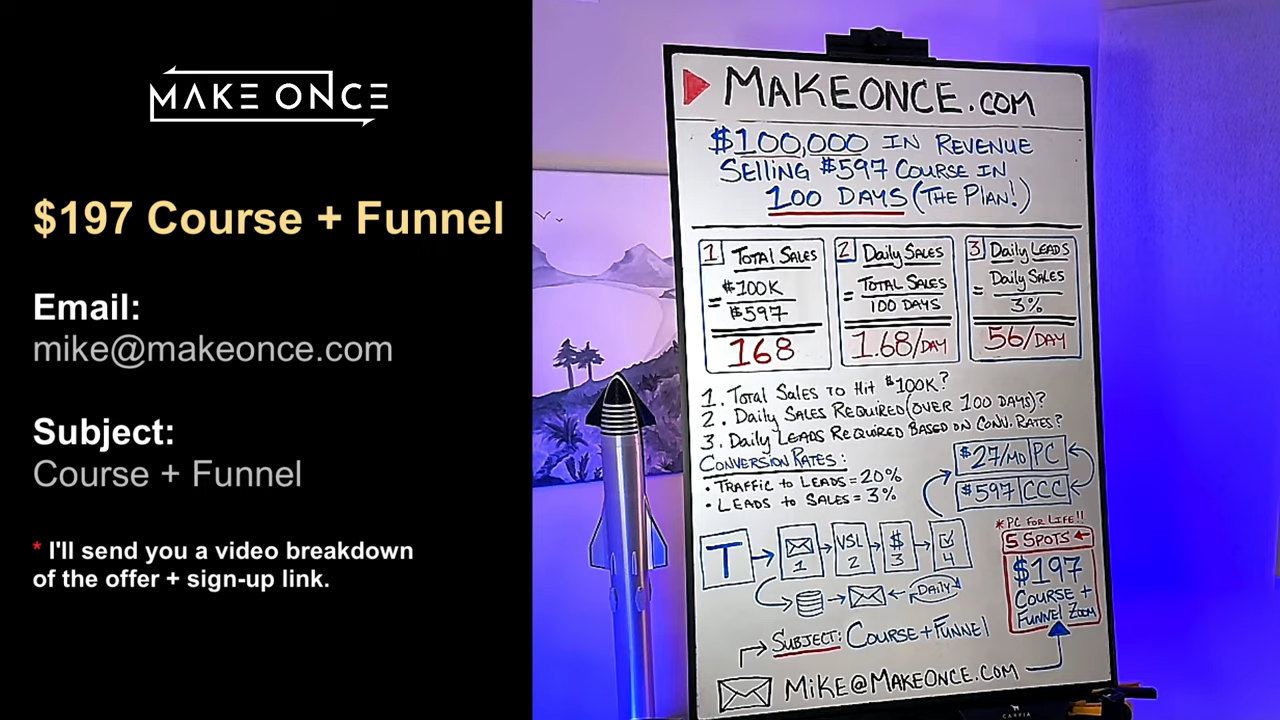 MAKE ONCE
$197 Course + Funnel
Email:
mike@makeonce.com
Subject:
Course + Funnel
* I'll send you a video breakdown
of the offer + sign-up link.
MAKEONCE.COM
$100,000 IN REVENUE
SELLING $597 COURSE IN
100 DAYS (THE PLAN!)
1 TOTAL SALES
= $100K
$597
168
2 Daily SALES
= TOTAL SALES
100 DAYS
1.68/DAY
3 Daily LEADS
= Daily SALES
3%
56/DAY
1. TOTAL SALES TO HIT $100K?
2. DAILY SALES REQUIRED (OVER 100 DAYS)?
3. DAILY LEADS REQUIRED BASED ON CONV. RATES?
CONVERSION RATES:
• TRAFFIC TO LEADS = 20%
• LEADS TO SALES = 3%
$27/MO PC
$597 CCC
* PC FOR LIFE!!
5 SPOTS
$197
COURSE +
FUNNEL ZOOM
T
1
VSL
2
$
3
4
DAILY
SUBJECT: COURSE + FUNNEL
MIKE@MAKEONCE.COM